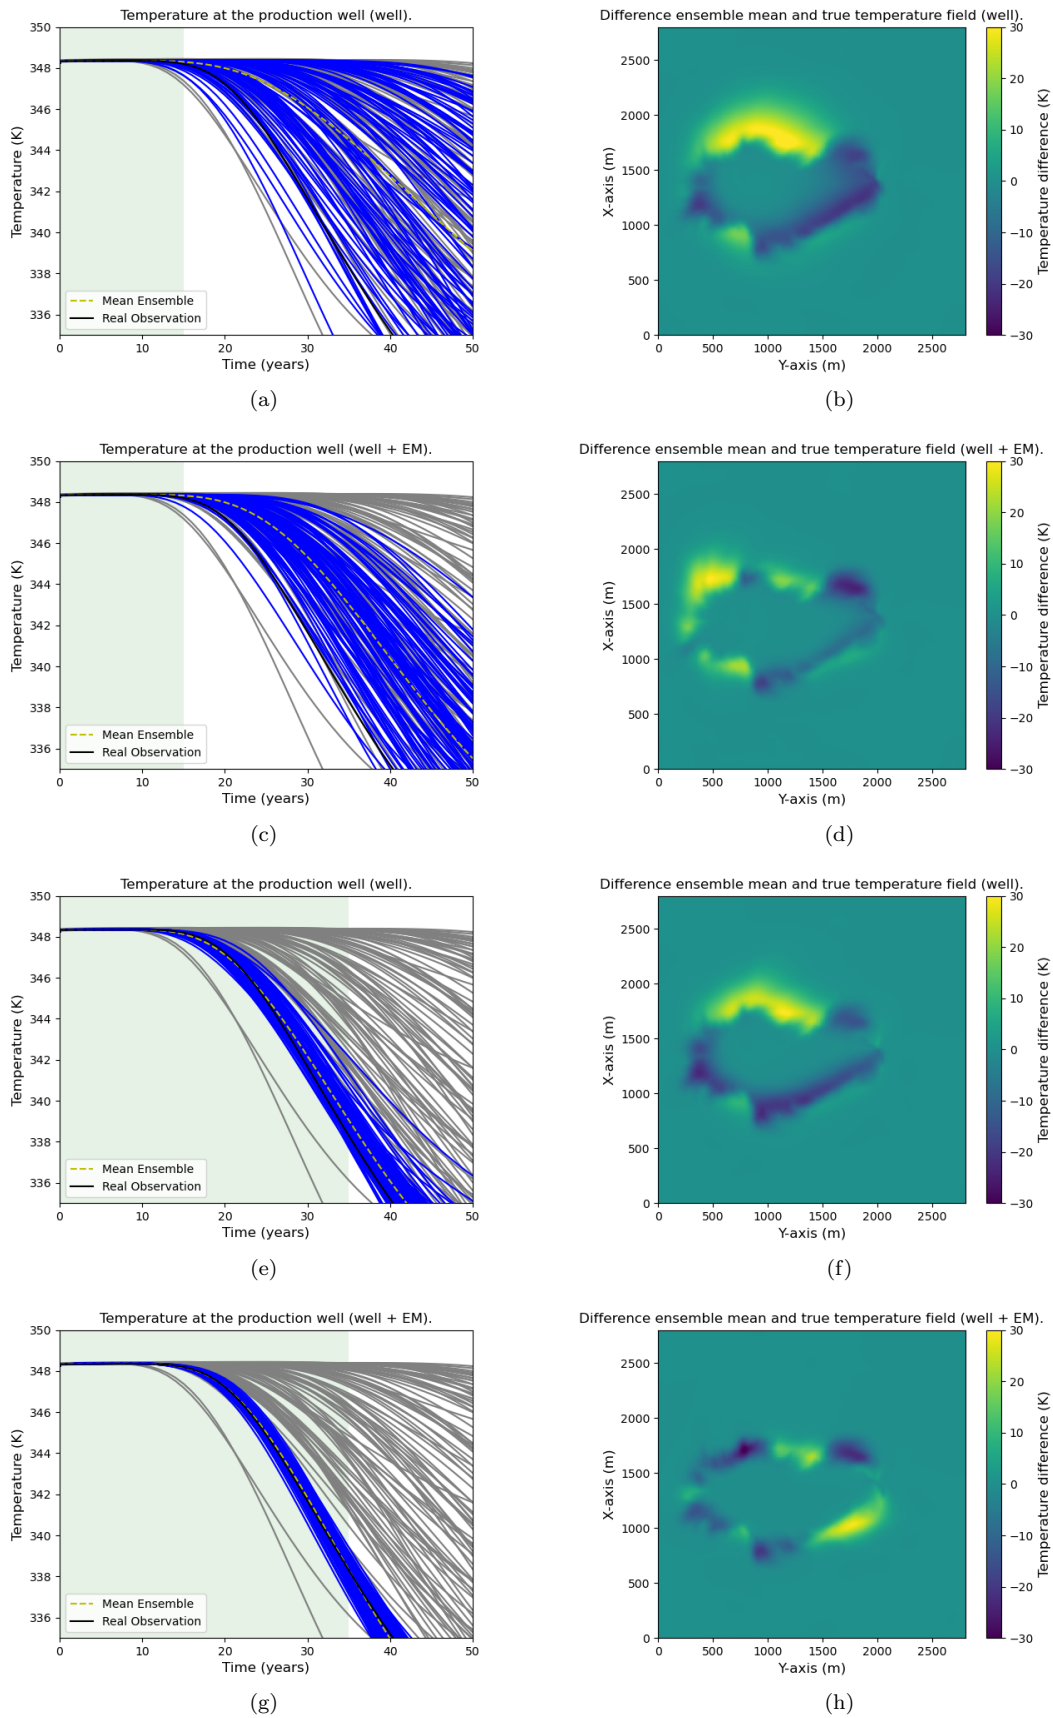 Temperature at the production well (well).
Temperature (K)
350
348
346
344
342
340
338
336
Mean Ensemble
Real Observation
0 10 20 30 40 50
Time (years)
(a)
Difference ensemble mean and true temperature field (well).
X-axis (m)
2500
2000
1500
1000
500
0
0 500 1000 1500 2000 2500
Y-axis (m)
30
20
10
0
−10
−20
−30
Temperature difference (K)
(b)
Temperature at the production well (well + EM).
Temperature (K)
350
348
346
344
342
340
338
336
Mean Ensemble
Real Observation
0 10 20 30 40 50
Time (years)
(c)
Difference ensemble mean and true temperature field (well + EM).
X-axis (m)
2500
2000
1500
1000
500
0
0 500 1000 1500 2000 2500
Y-axis (m)
30
20
10
0
−10
−20
−30
Temperature difference (K)
(d)
Temperature at the production well (well).
Temperature (K)
350
348
346
344
342
340
338
336
Mean Ensemble
Real Observation
0 10 20 30 40 50
Time (years)
(e)
Difference ensemble mean and true temperature field (well).
X-axis (m)
2500
2000
1500
1000
500
0
0 500 1000 1500 2000 2500
Y-axis (m)
30
20
10
0
−10
−20
−30
Temperature difference (K)
(f)
Temperature at the production well (well + EM).
Temperature (K)
350
348
346
344
342
340
338
336
Mean Ensemble
Real Observation
0 10 20 30 40 50
Time (years)
(g)
Difference ensemble mean and true temperature field (well + EM).
X-axis (m)
2500
2000
1500
1000
500
0
0 500 1000 1500 2000 2500
Y-axis (m)
30
20
10
0
−10
−20
−30
Temperature difference (K)
(h)